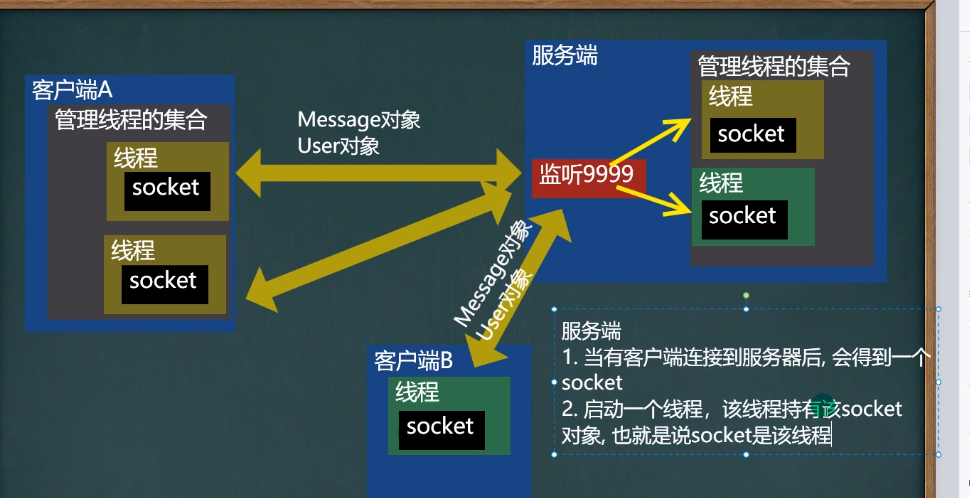 客户端A
管理线程的集合
线程
socket
线程
socket
Message对象
User对象
服务端
监听9999
管理线程的集合
线程
socket
线程
socket
Message对象
User对象
客户端B
线程
socket
服务端
1. 当有客户端连接到服务器后, 会得到一个
socket
2. 启动一个线程，该线程持有该socket
对象, 也就是说socket是该线程